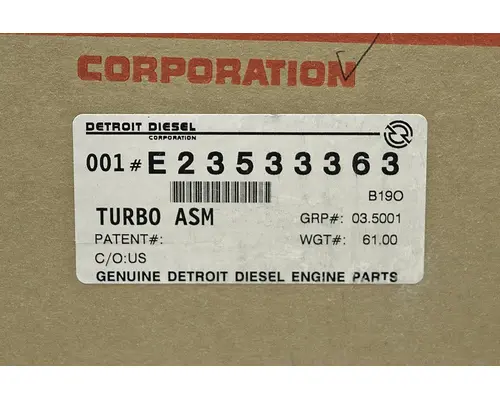 CORPORATION
DETROIT DIESEL
CORPORATION
001# E23533363
B190
TURBO ASM GRP#: 03.5001
PATENT#: WGT#: 61.00
C/O:US
GENUINE DETROIT DIESEL ENGINE PARTS